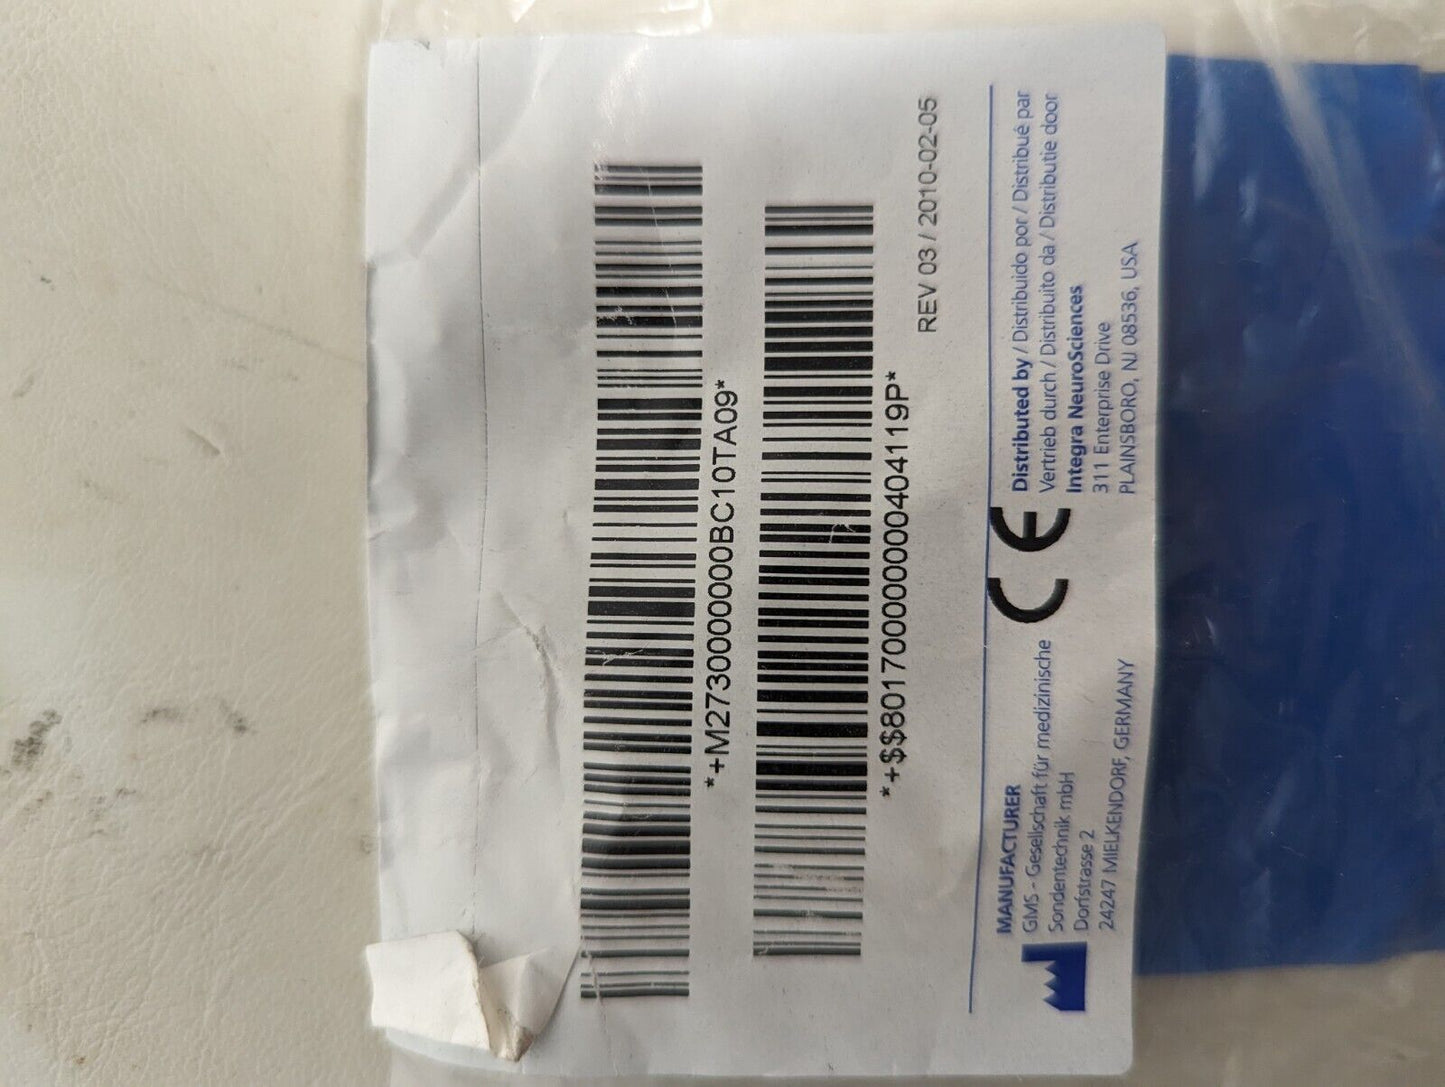 *+M2730000000BC10TA09*
*+$$80170000000404119P*
REV 03 / 2010-02-05
MANUFACTURER
GMS - Gesellschaft für medizinische
Sondentechnik mbH
Dorfstrasse 2
24247 MIELKENDORF, GERMANY
CE
Distributed by / Distribuido por / Distribué par
Vertrieb durch / Distribuito da / Distributie door
Integra NeuroSciences
311 Enterprise Drive
PLAINSBORO, NJ 08536, USA